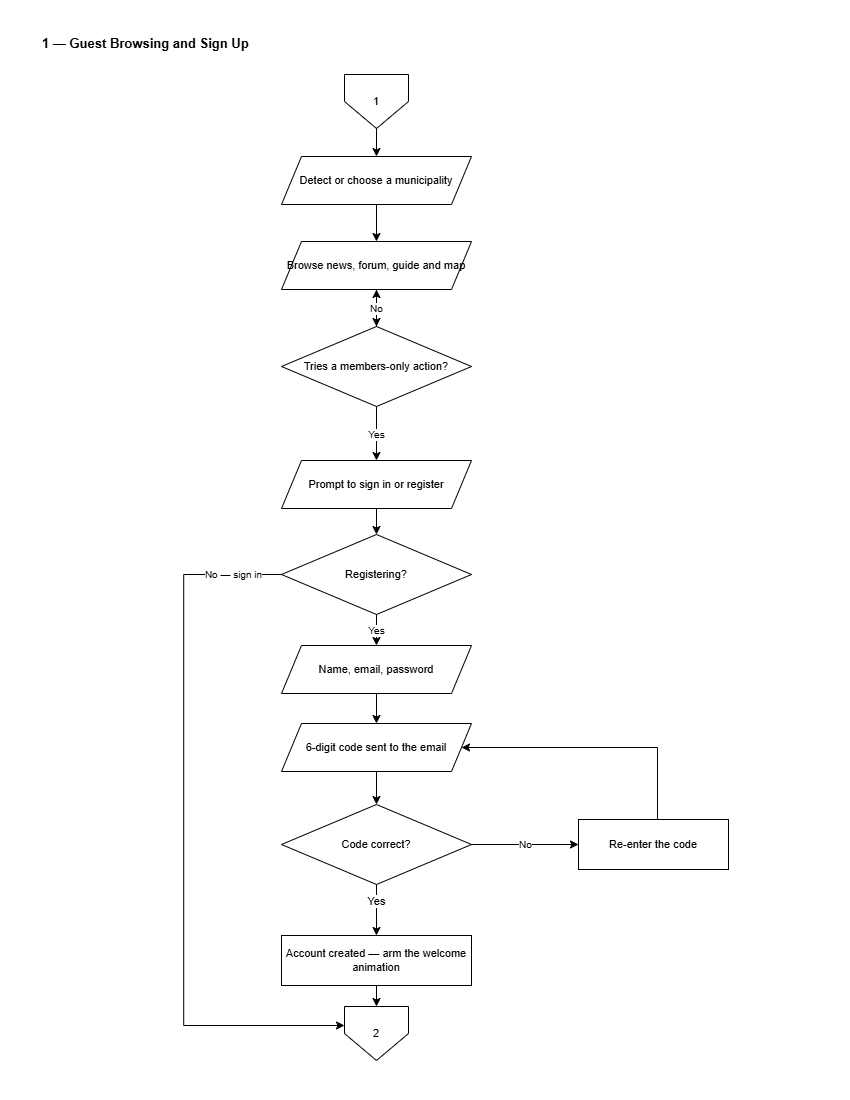 1 — Guest Browsing and Sign Up
1
Detect or choose a municipality
Browse news, forum, guide and map
No
Tries a members-only action?
Yes
Prompt to sign in or register
No — sign in
Registering?
Yes
Name, email, password
6-digit code sent to the email
Code correct?
No
Re-enter the code
Yes
Account created — arm the welcome
animation
2